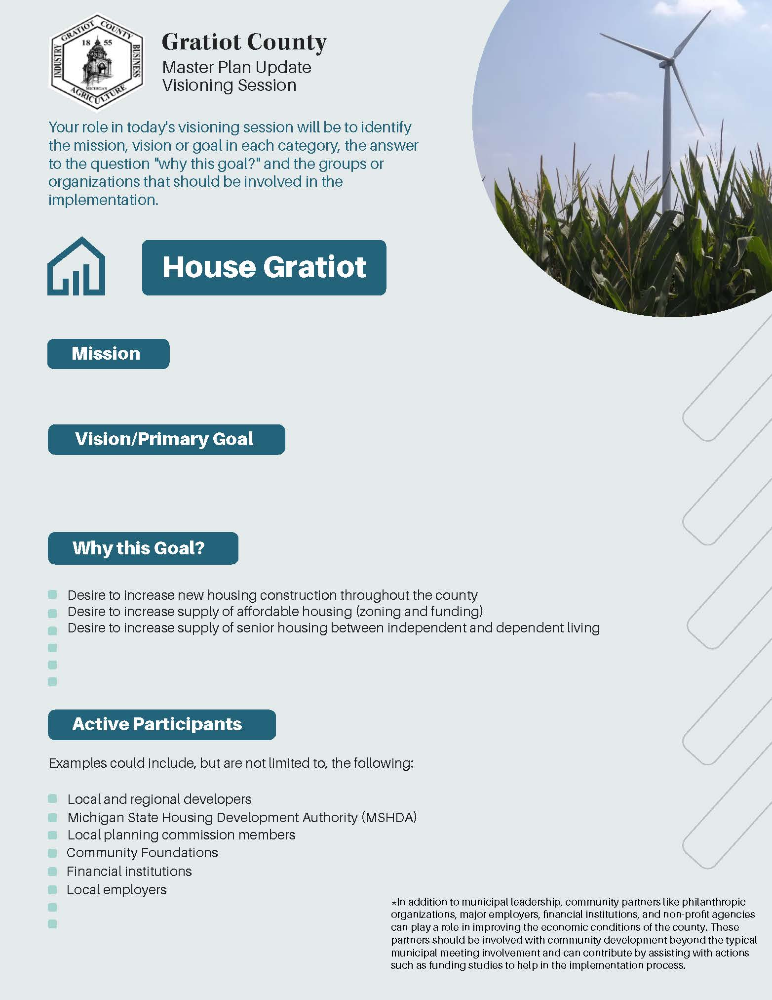 GRATIOT COUNTY
INDUSTRY
18 55
BUSINESS
MICHIGAN
AGRICULTURE
Gratiot County
Master Plan Update
Visioning Session
Your role in today's visioning session will be to identify
the mission, vision or goal in each category, the answer
to the question "why this goal?" and the groups or
organizations that should be involved in the
implementation.
House Gratiot
Mission
Vision/Primary Goal
Why this Goal?
Desire to increase new housing construction throughout the county
Desire to increase supply of affordable housing (zoning and funding)
Desire to increase supply of senior housing between independent and dependent living
Active Participants
Examples could include, but are not limited to, the following:
Local and regional developers
Michigan State Housing Development Authority (MSHDA)
Local planning commission members
Community Foundations
Financial institutions
Local employers
*In addition to municipal leadership, community partners like philanthropic
organizations, major employers, financial institutions, and non-profit agencies
can play a role in improving the economic conditions of the county. These
partners should be involved with community development beyond the typical
municipal meeting involvement and can contribute by assisting with actions
such as funding studies to help in the implementation process.